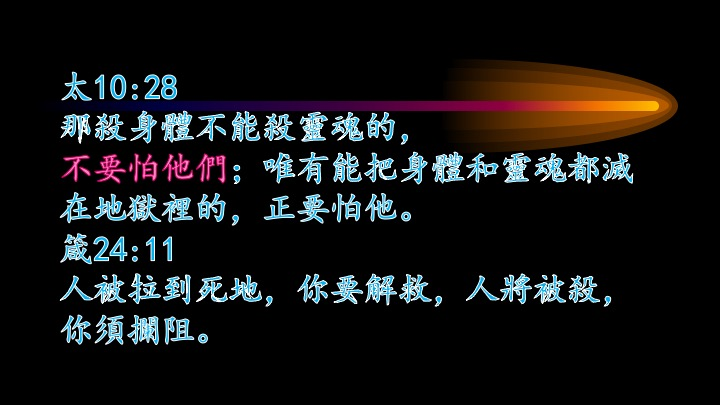 太10:28
那殺身體不能殺靈魂的，
不要怕他們；唯有能把身體和靈魂都滅
在地獄裡的，正要怕他。
箴24:11
人被拉到死地，你要解救，人將被殺，
你須攔阻。